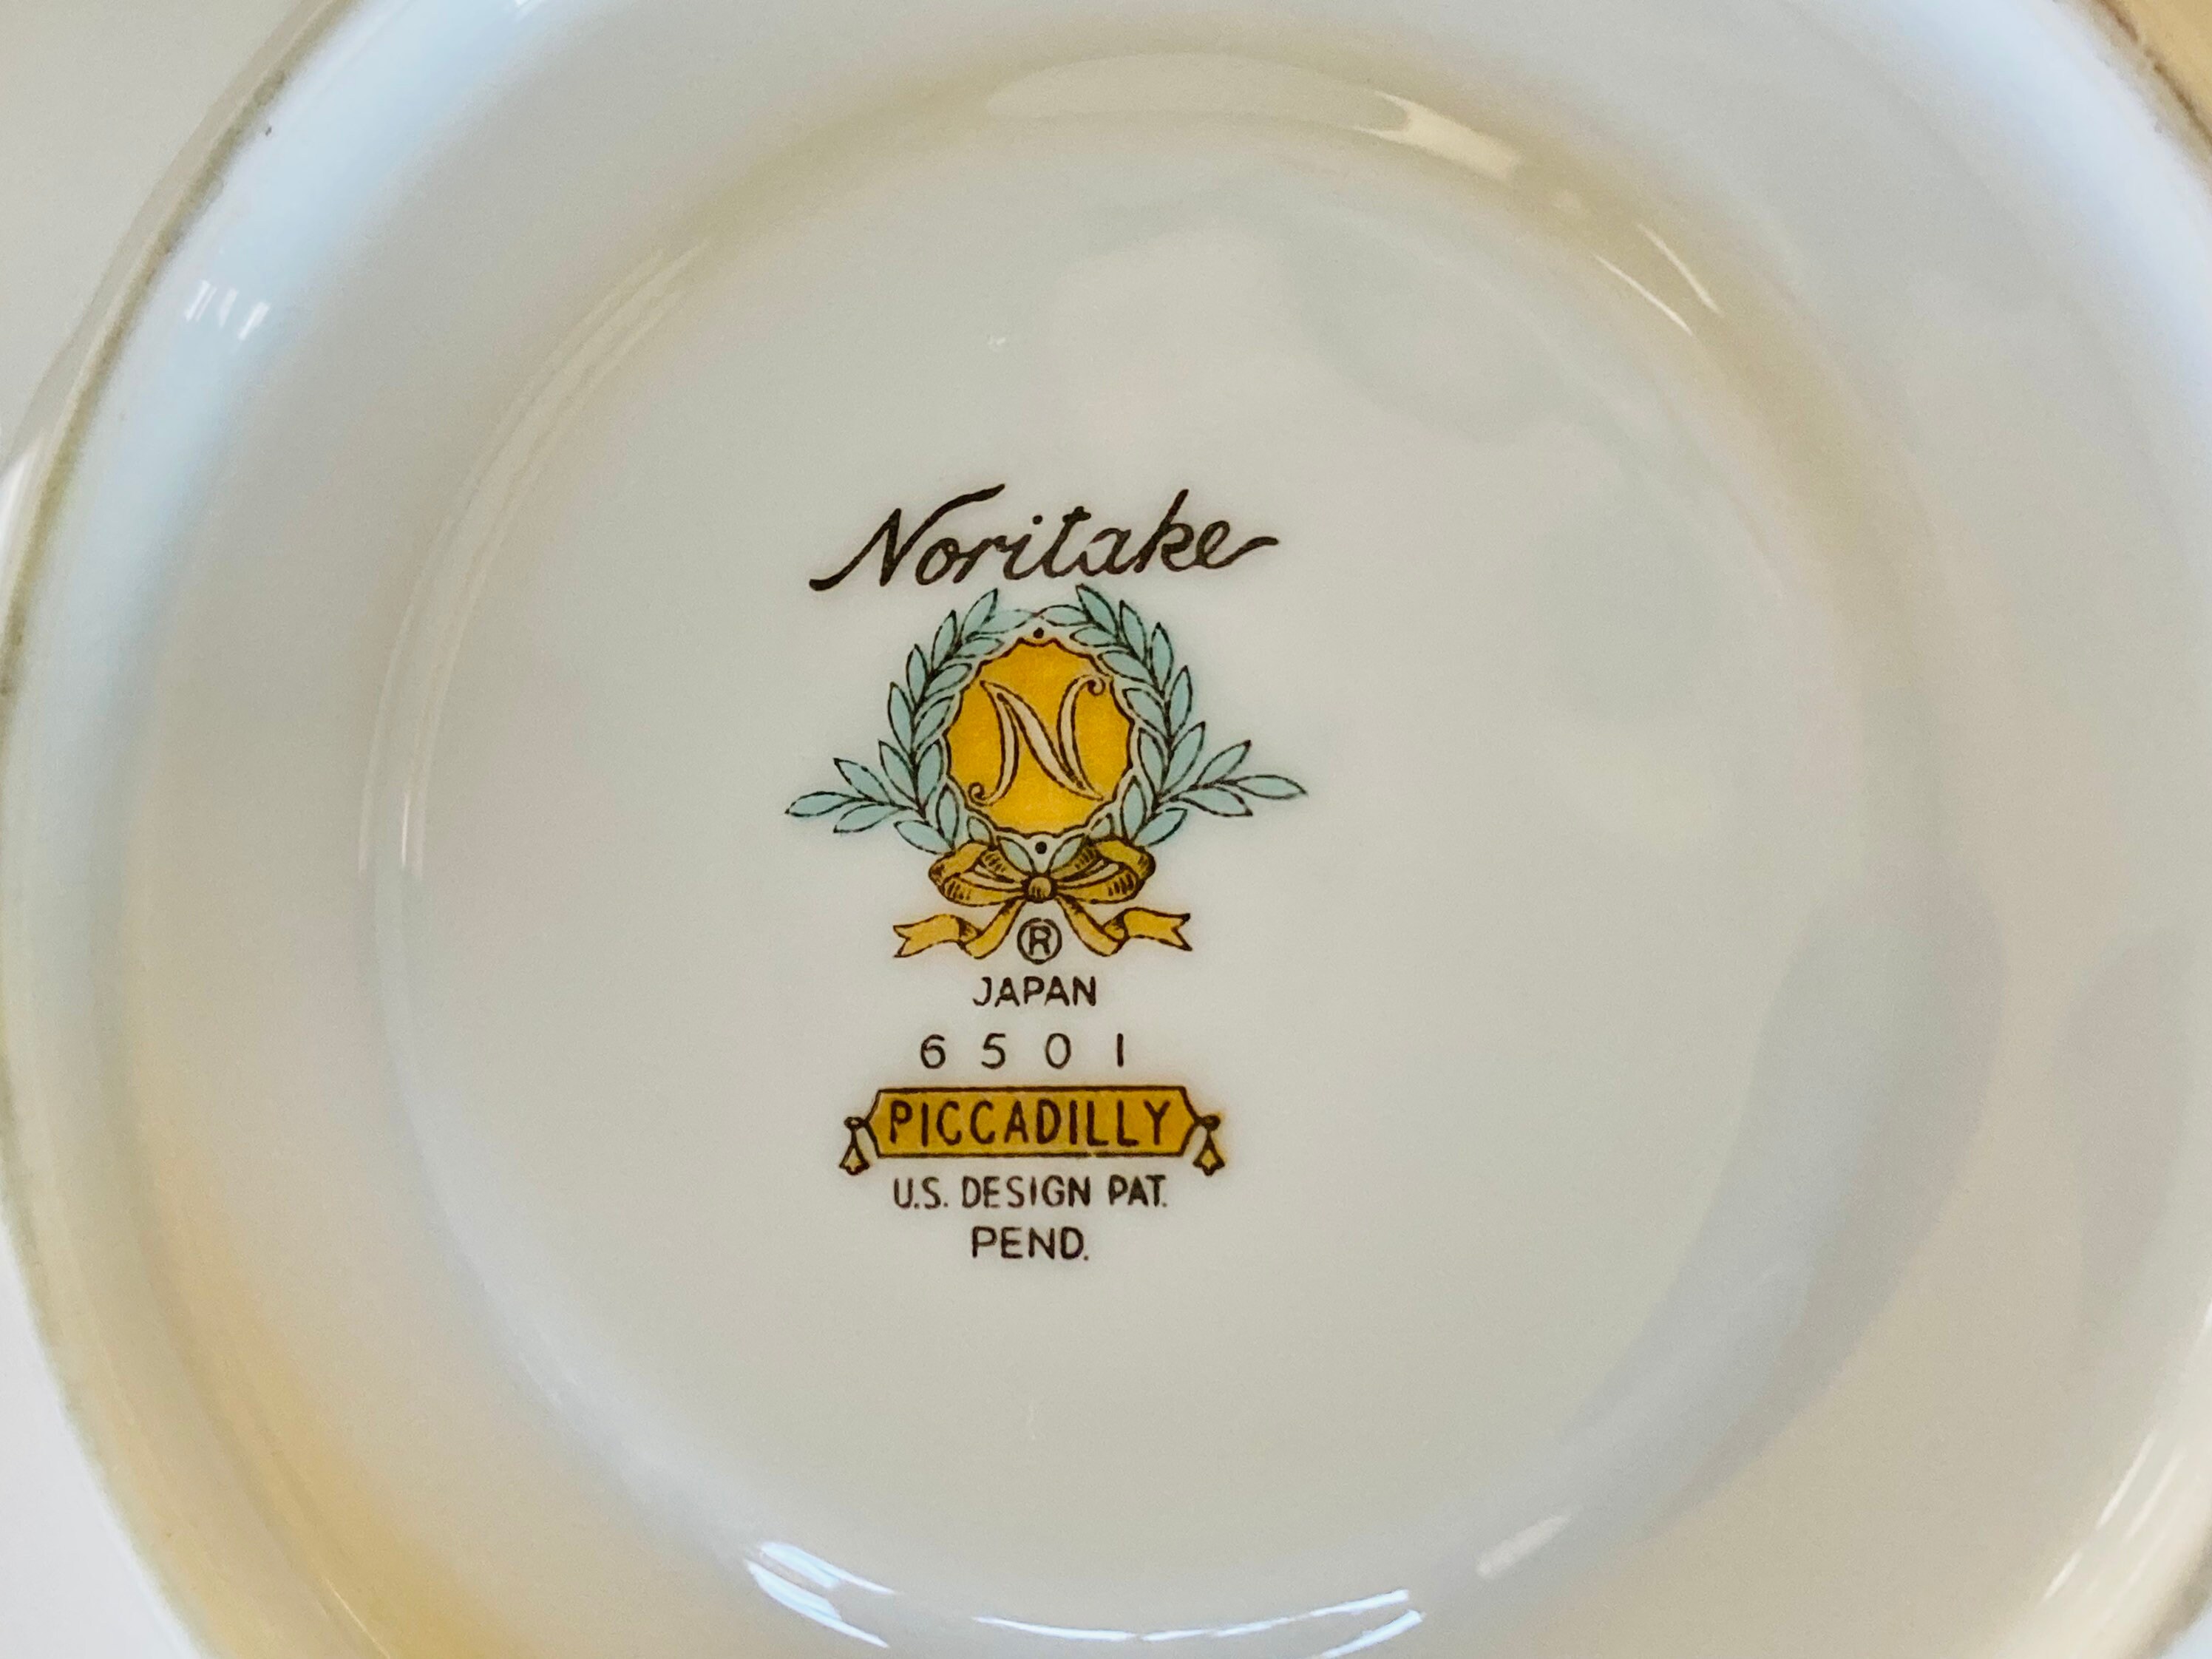 Noritake
N
®
JAPAN
6501
PICCADILLY
U.S. DESIGN PAT.
PEND.